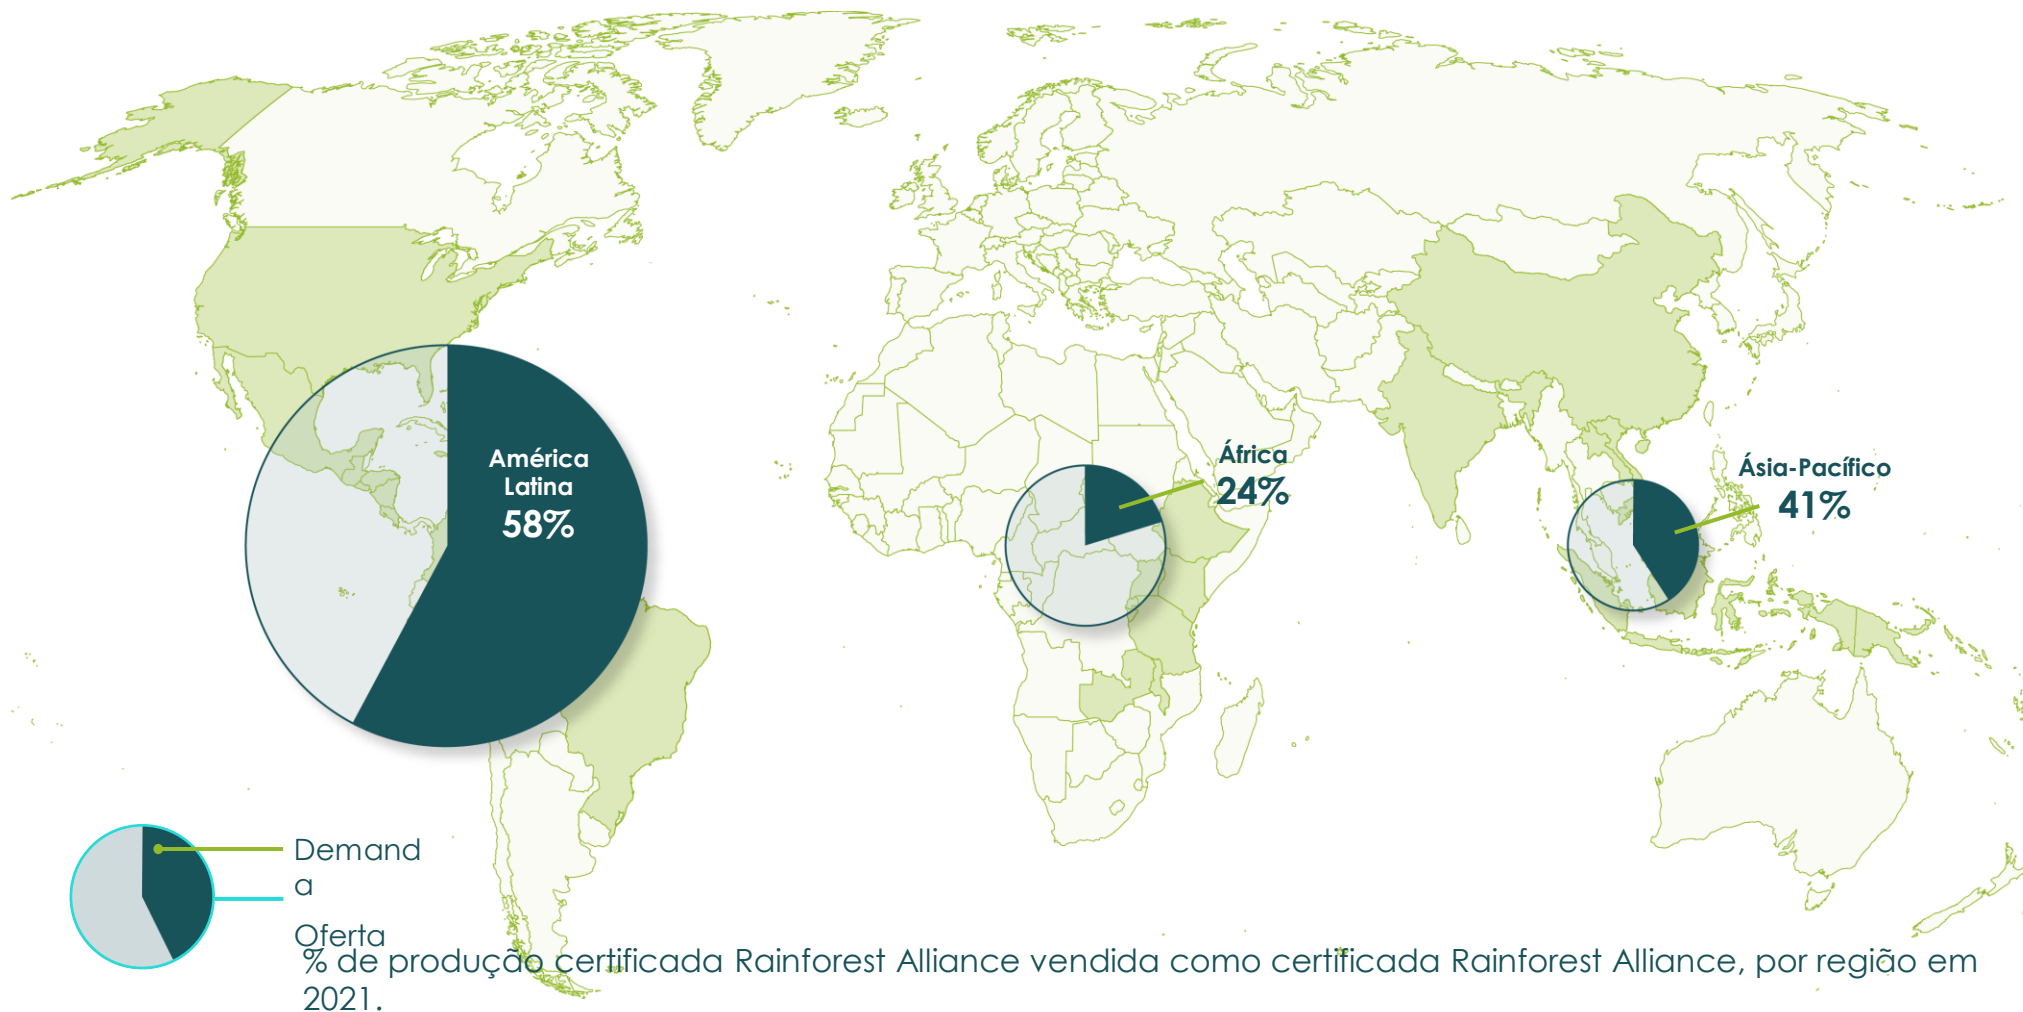 América
Latina
58%
África
24%
Ásia-Pacífico
41%
Demand
a
Oferta
% de produção certificada Rainforest Alliance vendida como certificada Rainforest Alliance, por região em
2021.